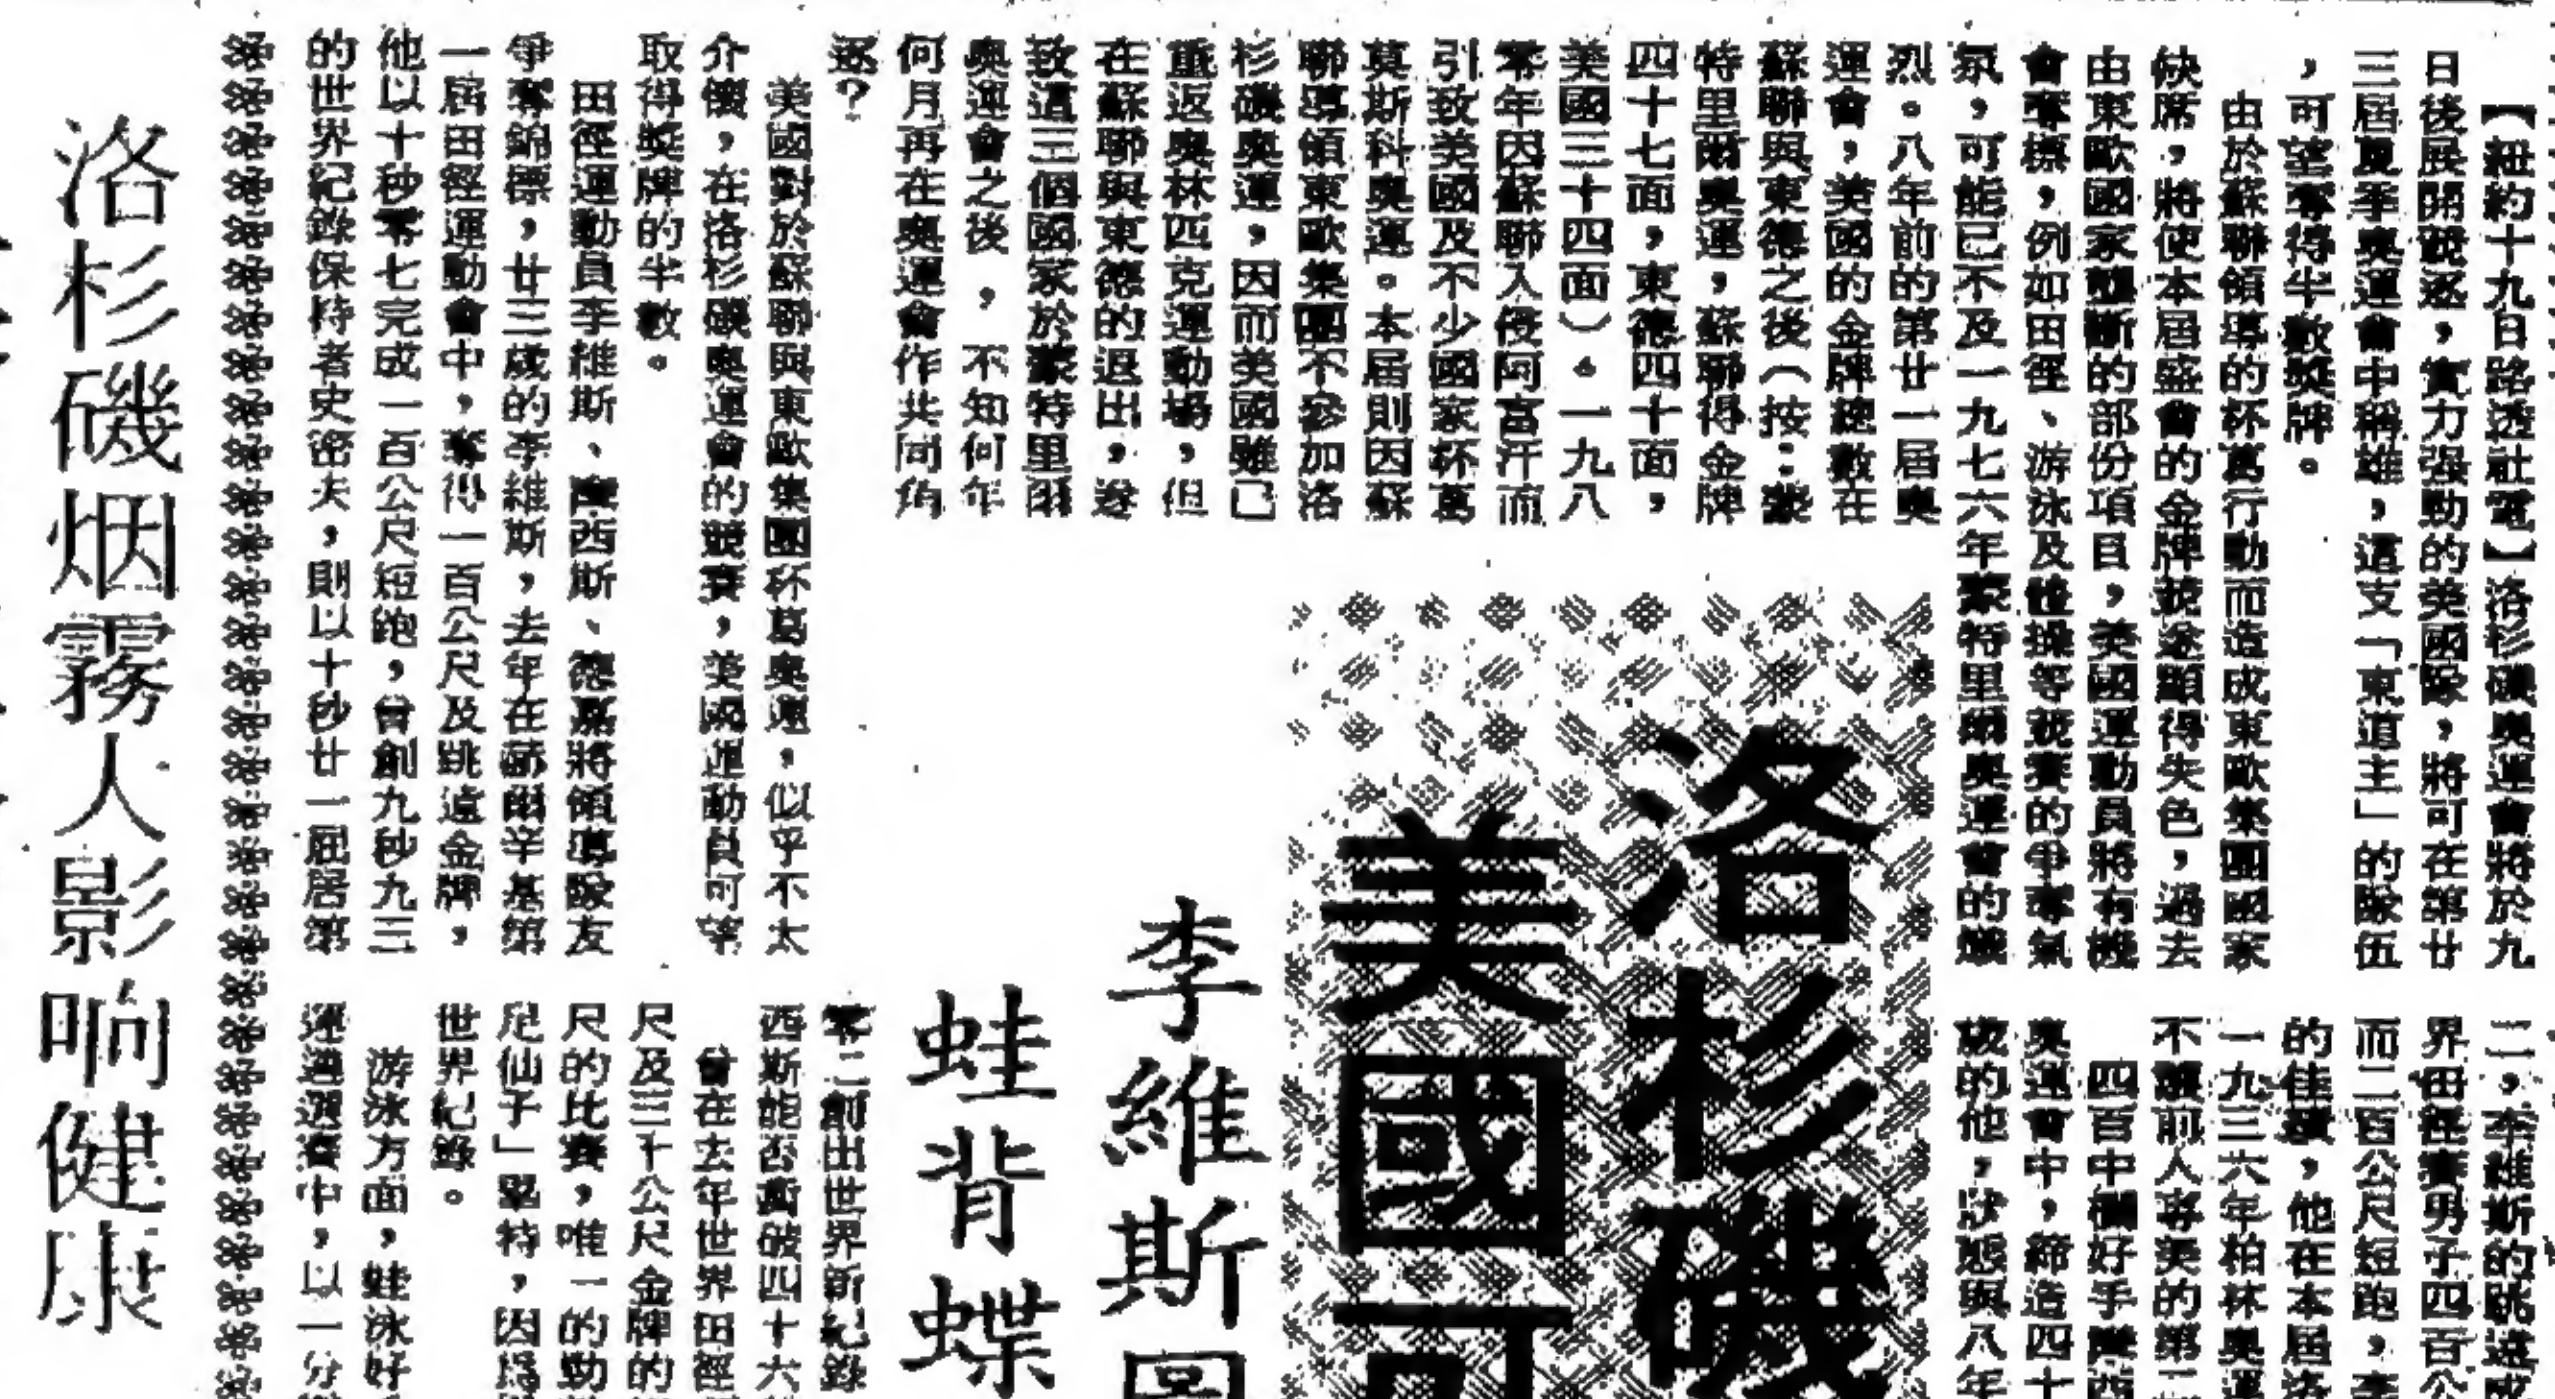 【紐約十九日路透社電】洛杉磯奧運會將於九
日後展開競逐，實力强勁的美國隊，將可在第廿
三屆夏季奧運會中稱雄，這支「東道主」的隊伍
，可望奪得半數獎牌。
由於蘇聯領導的杯葛行動而造成東歐集團國家
缺席，將使本屆盛會的金牌競逐顯得失色，過去
由東歐國家壟斷的部份項目，美國運動員將有機
會奪標，例如田徑、游泳及體操等競賽的爭奪氣
氛，可能已不及一九七六年蒙特里爾奧運會的熾
烈。八年前的第廿一屆奧
運會，美國的金牌總數在
蘇聯與東德之後（按：蒙
特里爾奧運，蘇聯得金牌
四十七面，東德四十面，
美國三十四面）。一九八
零年因蘇聯入侵阿富汗而
引致美國及不少國家杯葛
莫斯科奧運。本屆則因蘇
聯導領東歐集團不參加洛
杉磯奧運，因而美國雖已
重返奧林匹克運動場，但
在蘇聯與東德的退出，遂
致這三個國家於蒙特里爾
奧運會之後，不知何年
何月再在奧運會作共同角
逐？
美國對於蘇聯與東歐集團杯葛奧運，似乎不太
介懷，在洛杉磯奧運會的競賽，美國運動員可望
取得獎牌的半數。
田徑運動員李維斯、摩西斯、德嘉將領導隊友
爭奪錦標，廿三歲的李維斯，去年在赫爾辛基第
一屆田徑運動會中，奪得一百公尺及跳遠金牌，
他以十秒零七完成一百公尺短跑，曾創九秒九三
的世界紀錄保持者史密夫，則以十秒廿一屈居第
二，李維斯的跳遠成
界田徑賽男子四百公
而二百公尺短跑，李
的佳績，他在本屆洛
一九三六年柏林奧運
不讓前人專美的第二
四百中欄好手摩西
奧運會中，締造四十
歲的他，狀態與八年
洛杉磯
美國可
李維斯圖
蛙背蝶
零二創出世界新紀錄
西斯能否衝破四十六
曾在去年世界田徑
尺及三千公尺金牌的
尺的比賽，唯一的勁
足仙子」畢特，因爲
世界紀錄。
游泳方面，蛙泳好
運遴選賽中，以一分
洛杉磯烟霧人影响健康